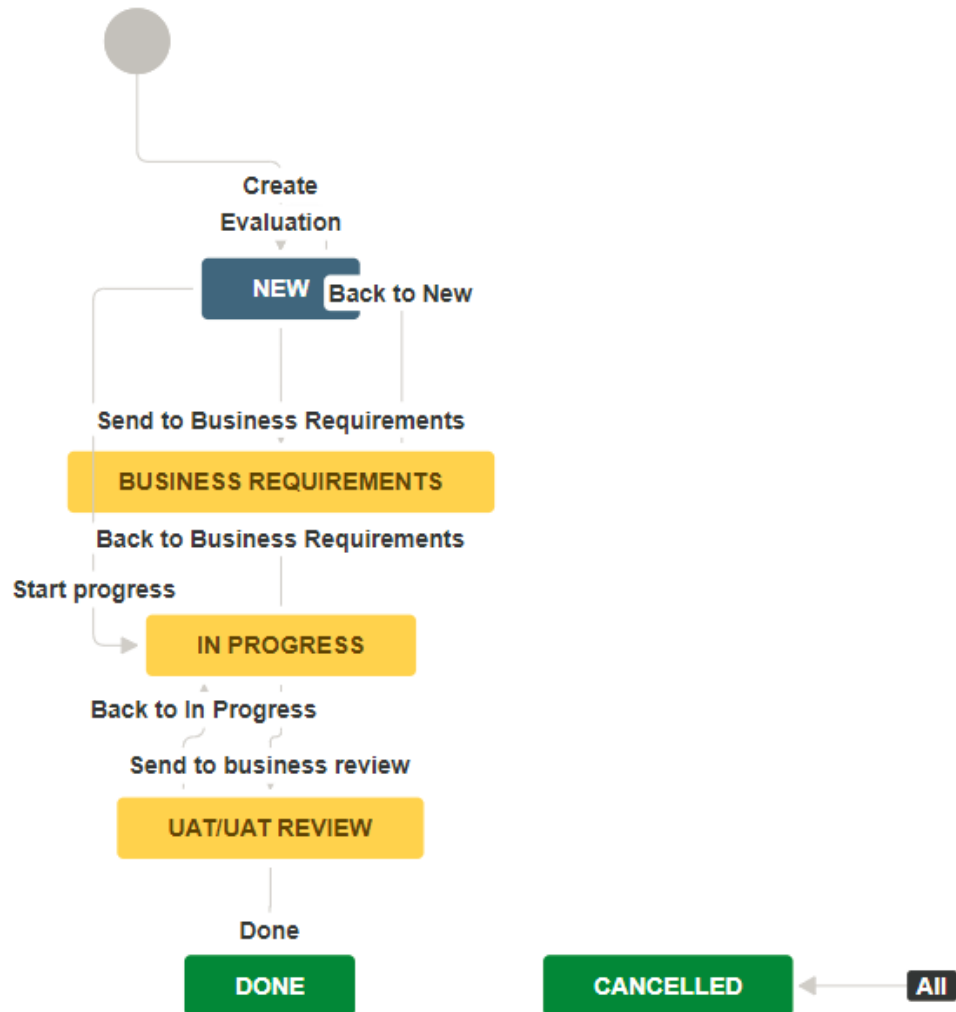 Create
Evaluation
NEW
Back to New
Send to Business Requirements
BUSINESS REQUIREMENTS
Back to Business Requirements
Start progress
IN PROGRESS
Back to In Progress
Send to business review
UAT/UAT REVIEW
Done
DONE
CANCELLED
All